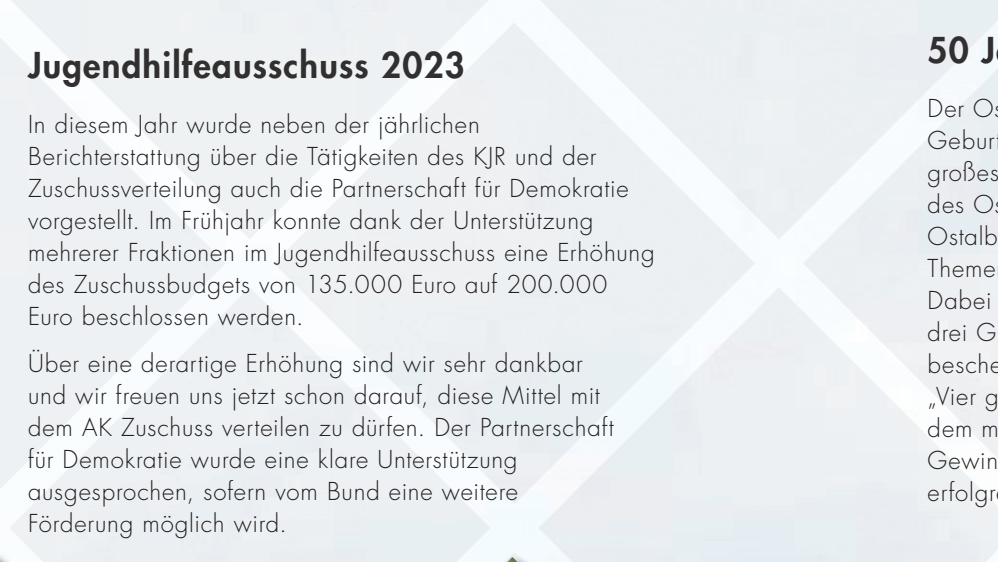 Jugendhilfeausschuss 2023
In diesem Jahr wurde neben der jährlichen
Berichterstattung über die Tätigkeiten des KJR und der
Zuschussverteilung auch die Partnerschaft für Demokratie
vorgestellt. Im Frühjahr konnte dank der Unterstützung
mehrerer Fraktionen im Jugendhilfeausschuss eine Erhöhung
des Zuschussbudgets von 135.000 Euro auf 200.000
Euro beschlossen werden.
Über eine derartige Erhöhung sind wir sehr dankbar
und wir freuen uns jetzt schon darauf, diese Mittel mit
dem AK Zuschuss verteilen zu dürfen. Der Partnerschaft
für Demokratie wurde eine klare Unterstützung
ausgesprochen, sofern vom Bund eine weitere
Förderung möglich wird.
50
Der
großes
des
Dabei
drei
„Vier
dem